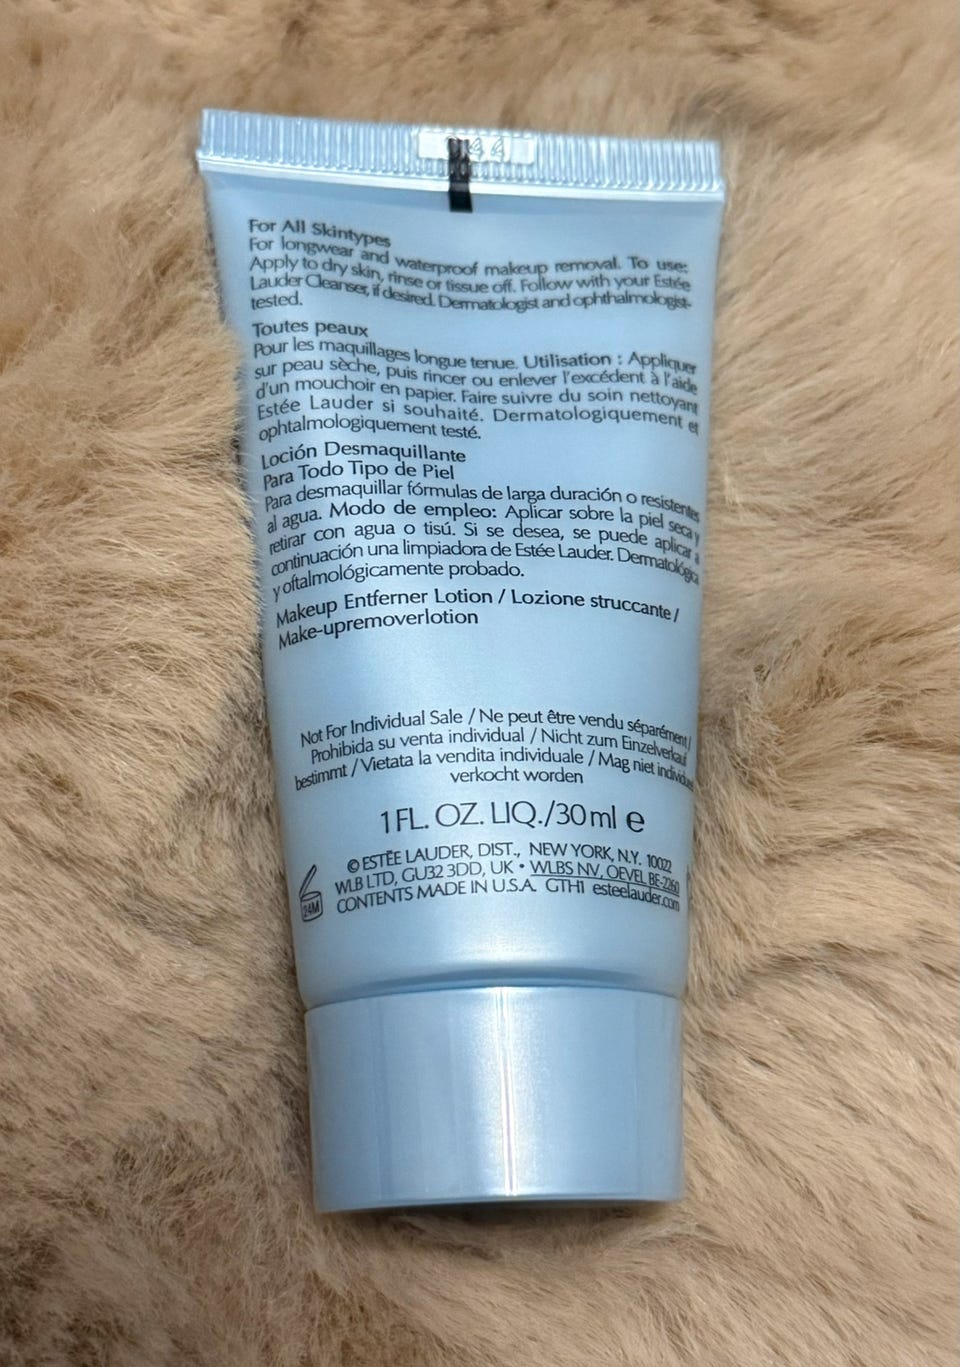 For All Skintypes
For longwear and waterproof makeup removal. To use:
Apply to dry skin, rinse or tissue off. Follow with your Estée
Lauder Cleanser, if desired. Dermatologist and ophthalmologist-
tested.
Toutes peaux
Pour les maquillages longue tenue. Utilisation : Appliquer
sur peau sèche, puis rincer ou enlever l'excédent à l'aide
d'un mouchoir en papier. Faire suivre du soin nettoyant
Estée Lauder si souhaité. Dermatologiquement et
ophtalmologiquement testé.
Loción Desmaquillante
Para Todo Tipo de Piel
Para desmaquillar fórmulas de larga duración o resistentes
al agua. Modo de empleo: Aplicar sobre la piel seca y
retirar con agua o tisú. Si se desea, se puede aplicar a
continuación una limpiadora de Estée Lauder. Dermatológica
y oftalmológicamente probado.
Makeup Entferner Lotion / Lozione struccante /
Make-upremoverlotion
Not For Individual Sale / Ne peut être vendu séparément /
Prohibida su venta individual / Nicht zum Einzelverkauf
bestimmt / Vietata la vendita individuale / Mag niet
verkocht worden
1 FL. OZ. LIQ./30 ml e
© ESTĒE LAUDER, DIST., NEW YORK, N.Y. 10022
WLB LTD, GU32 3DD, UK • WLBS NV, OEVEL BE-2260
CONTENTS MADE IN U.S.A. GTH1 esteelauder.com
24M